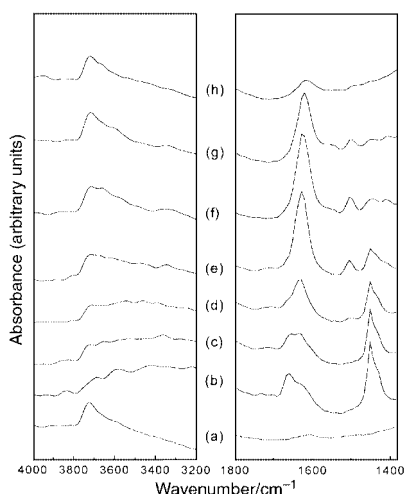 Absorbance (arbitrary units)
(h)
(g)
(f)
(e)
(d)
(c)
(b)
(a)
4000 3800 3600 3400 3200 1800 1600 1400
Wavenumber/cm⁻¹